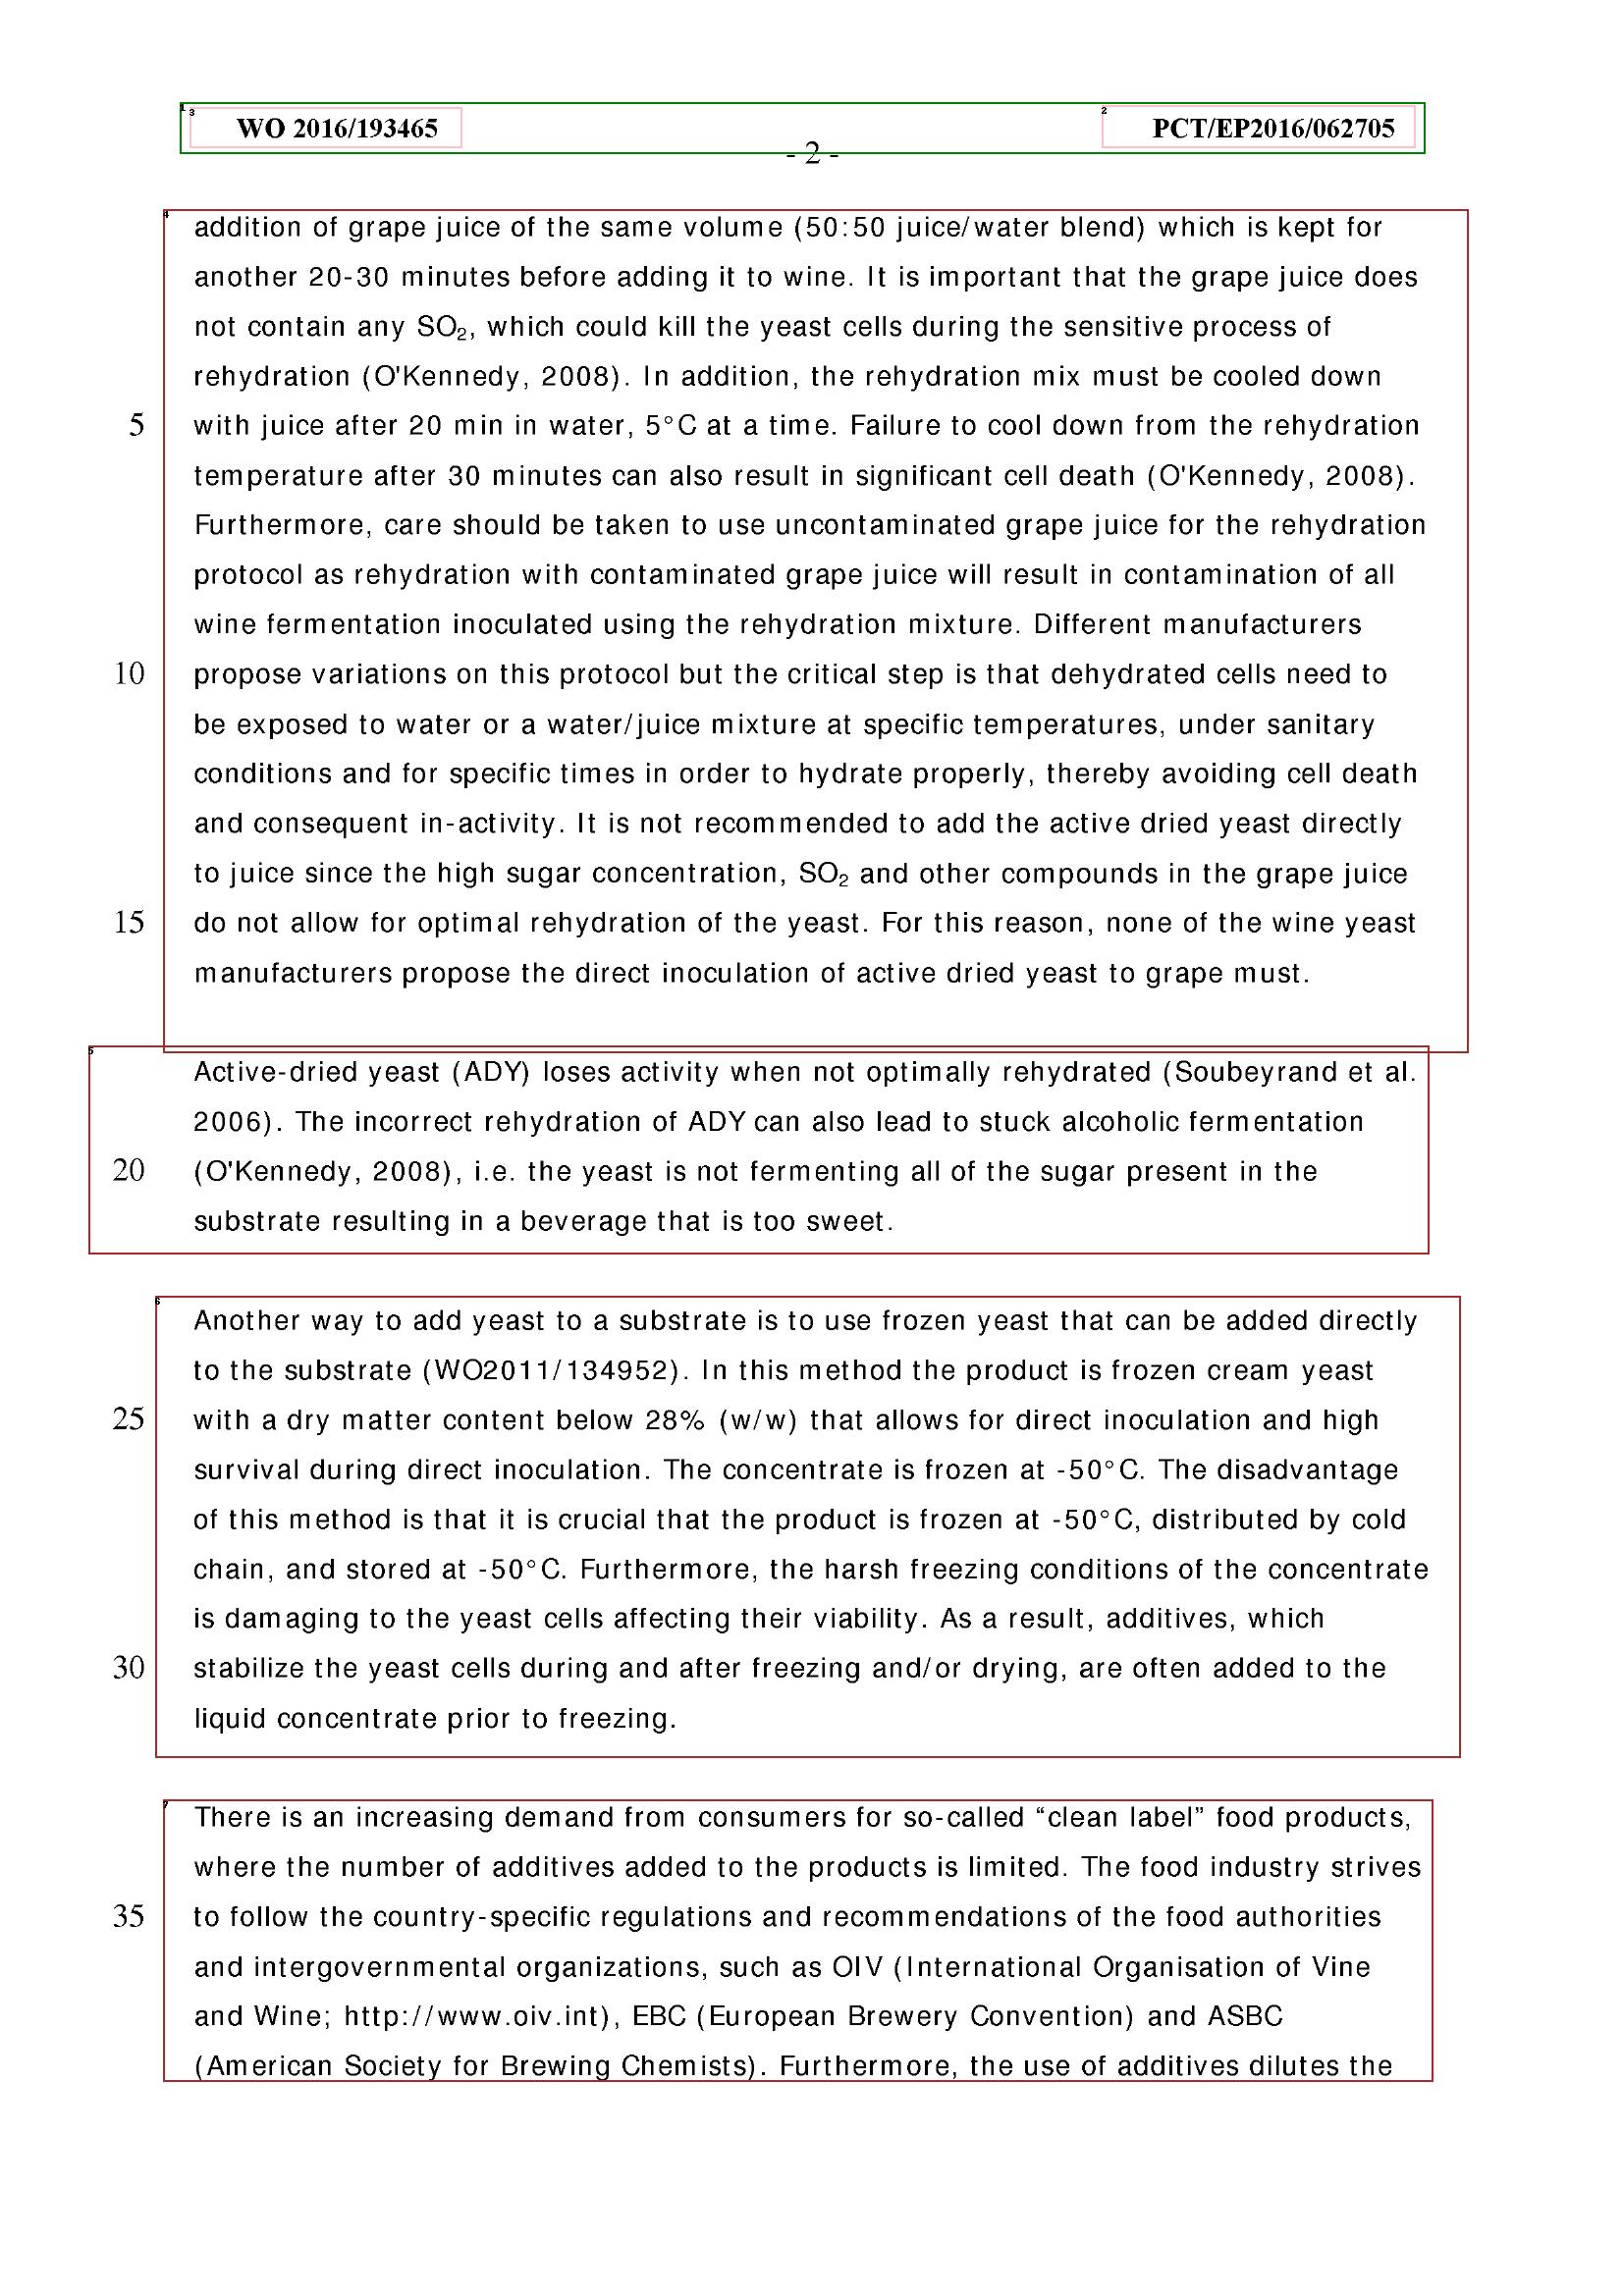 WO 2016/193465 PCT/EP2016/062705
- 2 -
addition of grape juice of the same volume (50:50 juice/water blend) which is kept for
another 20-30 minutes before adding it to wine. It is important that the grape juice does
not contain any SO₂, which could kill the yeast cells during the sensitive process of
rehydration (O'Kennedy, 2008). In addition, the rehydration mix must be cooled down
5 with juice after 20 min in water, 5°C at a time. Failure to cool down from the rehydration
temperature after 30 minutes can also result in significant cell death (O'Kennedy, 2008).
Furthermore, care should be taken to use uncontaminated grape juice for the rehydration
protocol as rehydration with contaminated grape juice will result in contamination of all
wine fermentation inoculated using the rehydration mixture. Different manufacturers
10 propose variations on this protocol but the critical step is that dehydrated cells need to
be exposed to water or a water/juice mixture at specific temperatures, under sanitary
conditions and for specific times in order to hydrate properly, thereby avoiding cell death
and consequent in-activity. It is not recommended to add the active dried yeast directly
to juice since the high sugar concentration, SO₂ and other compounds in the grape juice
15 do not allow for optimal rehydration of the yeast. For this reason, none of the wine yeast
manufacturers propose the direct inoculation of active dried yeast to grape must.
Active-dried yeast (ADY) loses activity when not optimally rehydrated (Soubeyrand et al.
2006). The incorrect rehydration of ADY can also lead to stuck alcoholic fermentation
20 (O'Kennedy, 2008), i.e. the yeast is not fermenting all of the sugar present in the
substrate resulting in a beverage that is too sweet.
Another way to add yeast to a substrate is to use frozen yeast that can be added directly
to the substrate (WO2011/134952). In this method the product is frozen cream yeast
25 with a dry matter content below 28% (w/w) that allows for direct inoculation and high
survival during direct inoculation. The concentrate is frozen at -50°C. The disadvantage
of this method is that it is crucial that the product is frozen at -50°C, distributed by cold
chain, and stored at -50°C. Furthermore, the harsh freezing conditions of the concentrate
is damaging to the yeast cells affecting their viability. As a result, additives, which
30 stabilize the yeast cells during and after freezing and/or drying, are often added to the
liquid concentrate prior to freezing.
There is an increasing demand from consumers for so-called “clean label” food products,
where the number of additives added to the products is limited. The food industry strives
35 to follow the country-specific regulations and recommendations of the food authorities
and intergovernmental organizations, such as OIV (International Organisation of Vine
and Wine; http://www.oiv.int), EBC (European Brewery Convention) and ASBC
(American Society for Brewing Chemists). Furthermore, the use of additives dilutes the